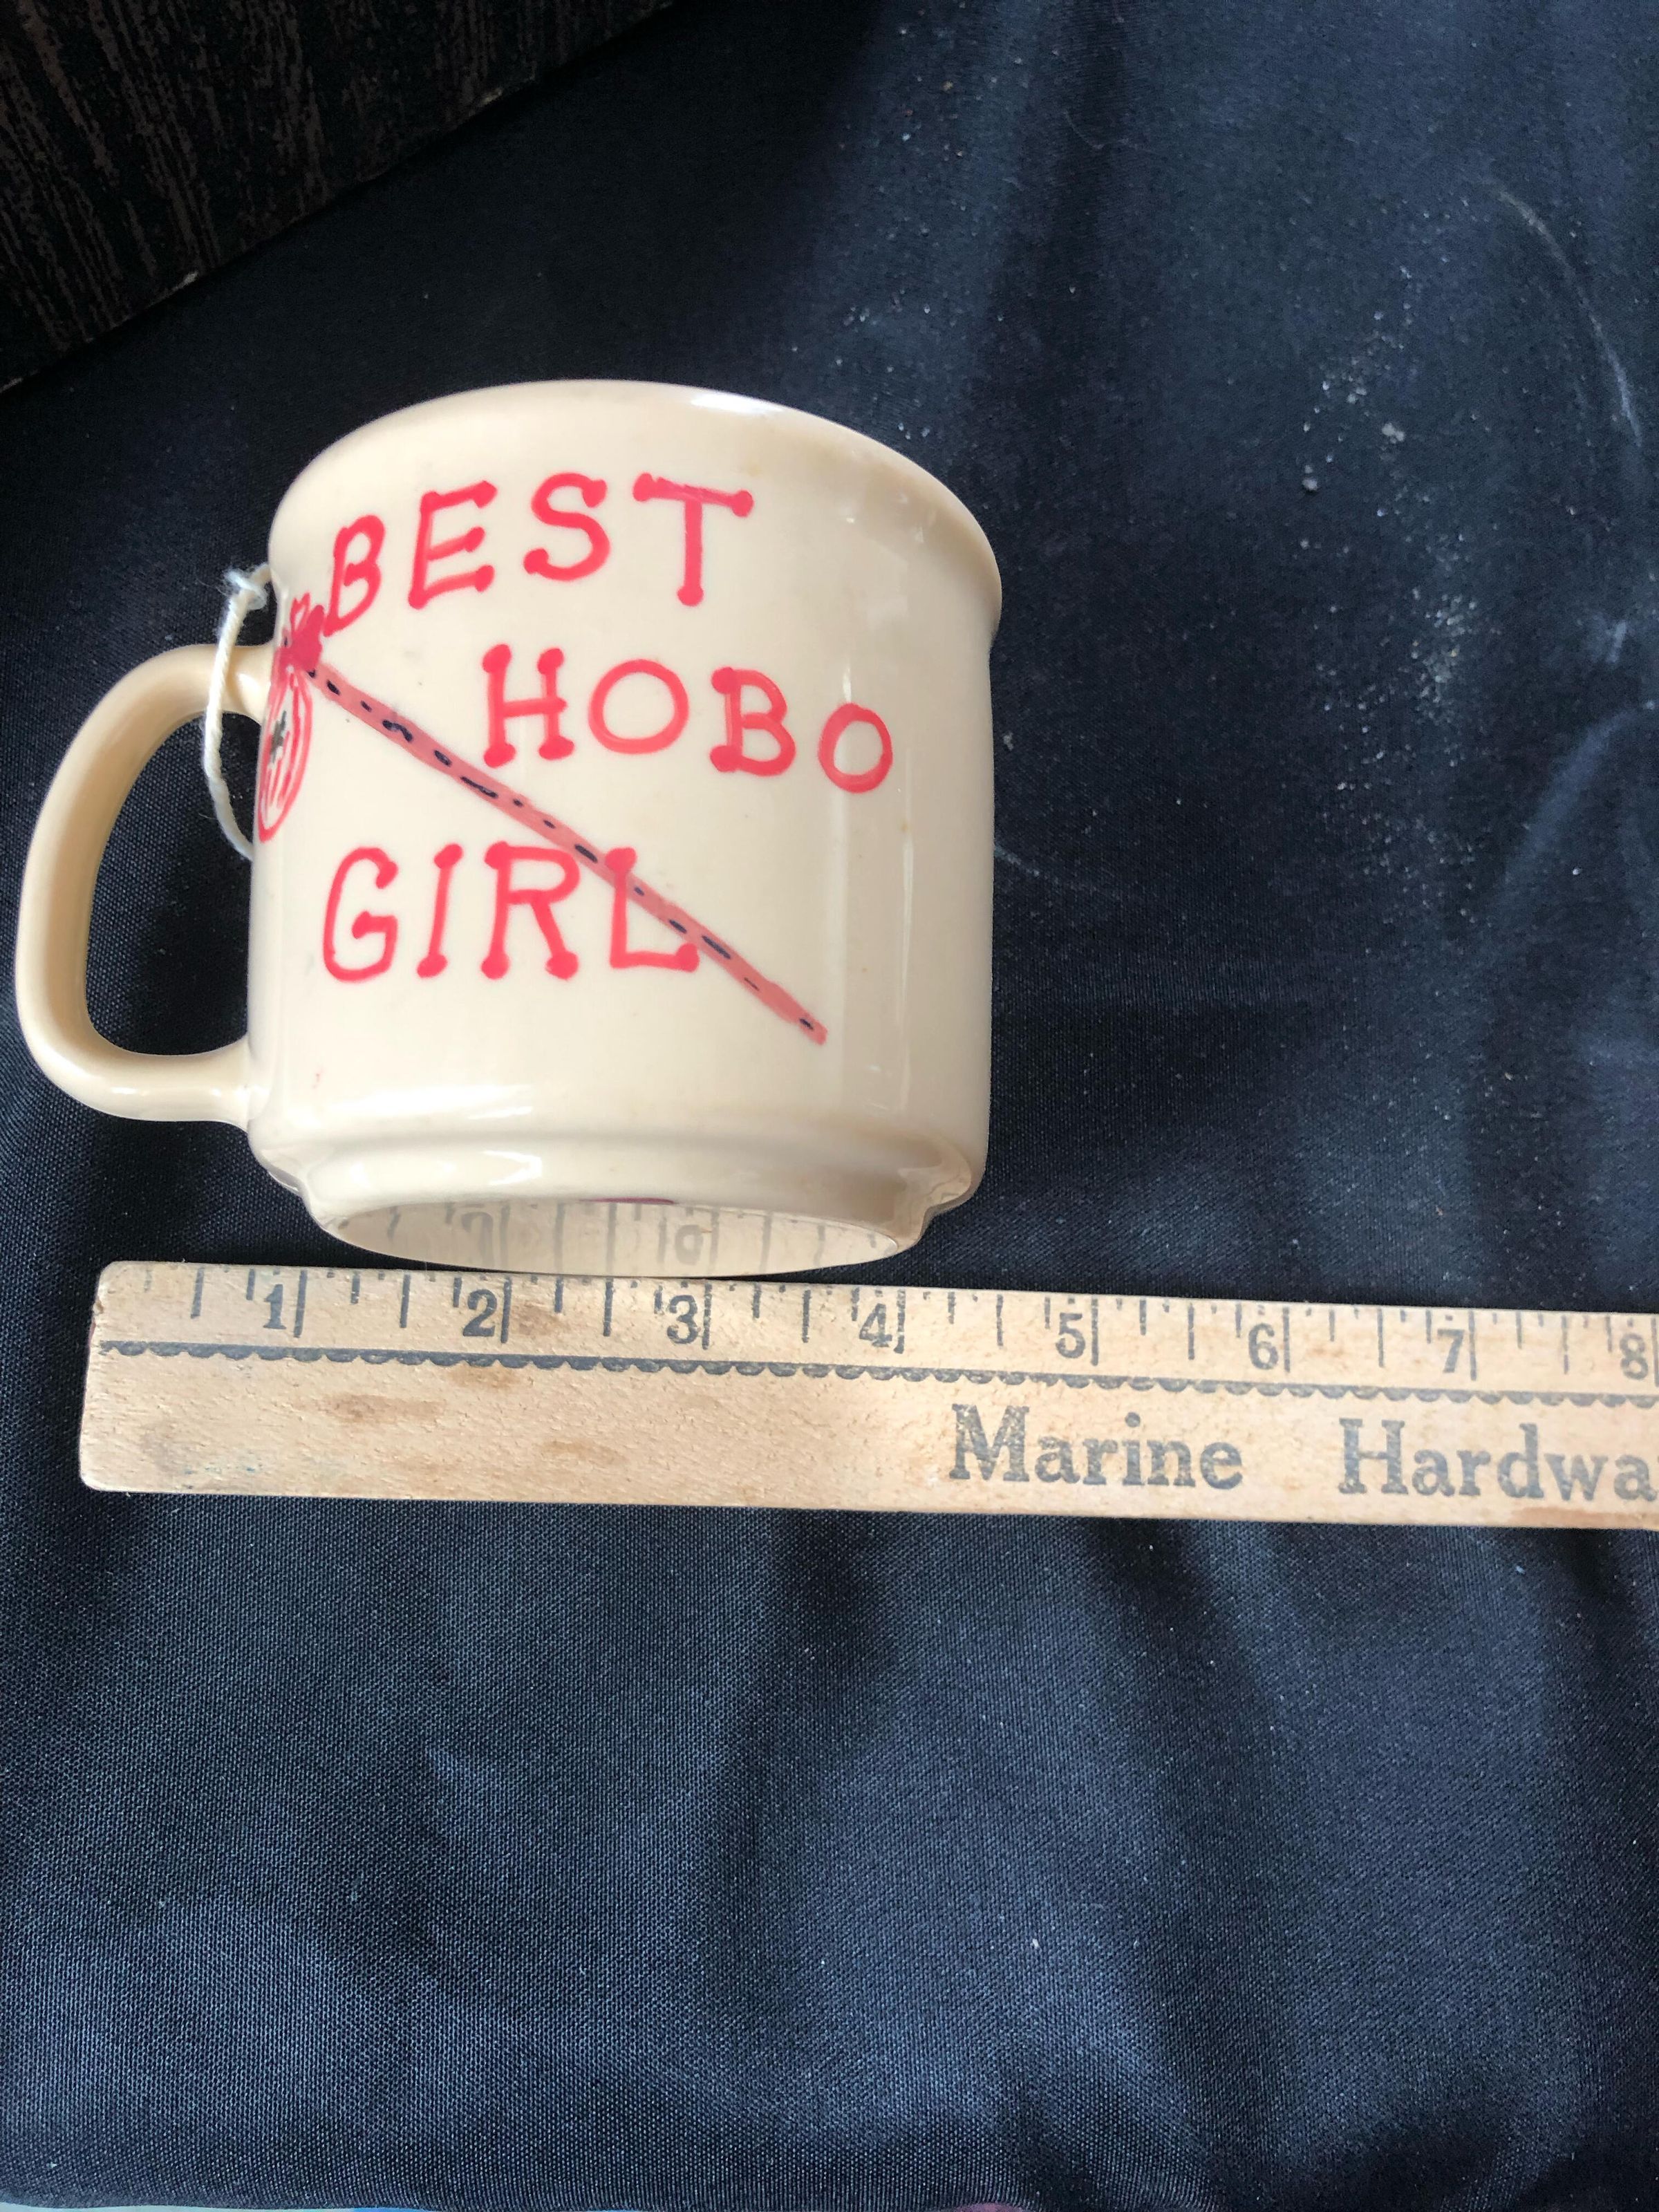 BEST
HOBO
GIRL
1 2 3 4 5 6 7 8
Marine Hardwa